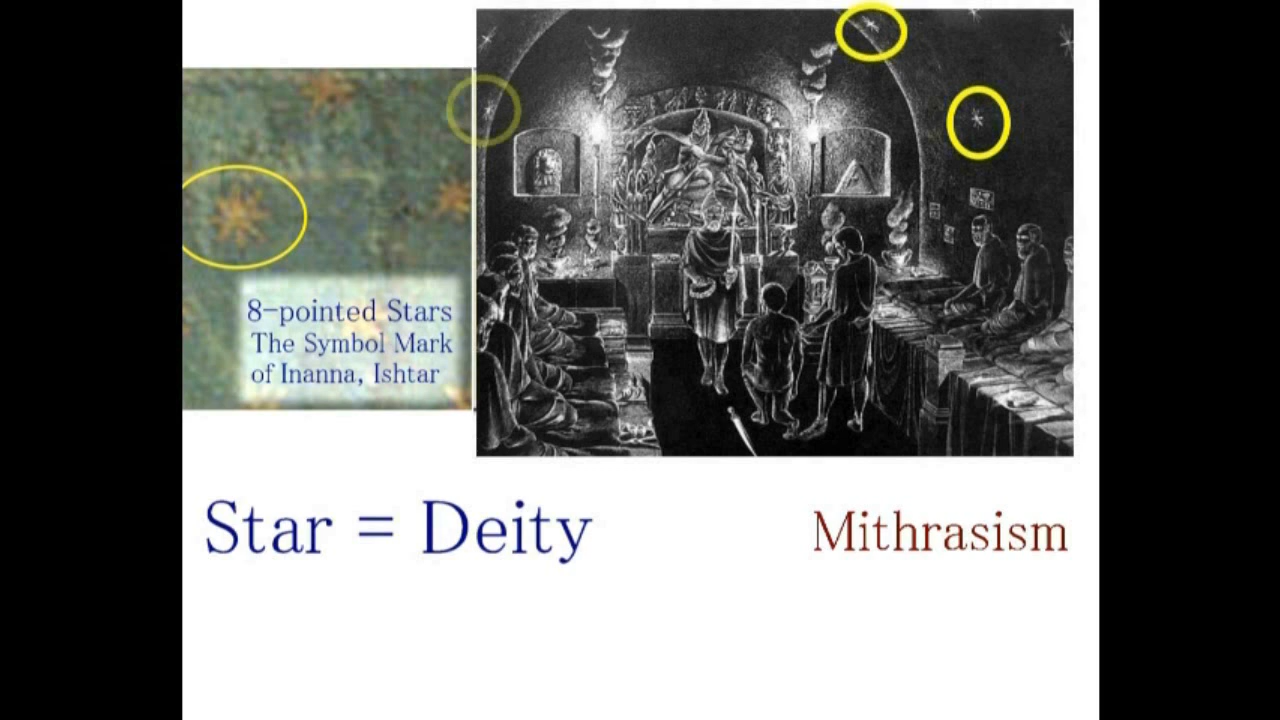 8-pointed Stars
The Symbol Mark
of Inanna, Ishtar
Star = Deity
Mithrasism